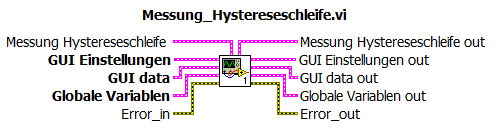 Messung_Hystereseschleife.vi
Messung Hystereseschleife
Messung Hystereseschleife out
GUI Einstellungen
GUI Einstellungen out
GUI data
GUI data out
Globale Variablen
Globale Variablen out
Error_in
Error_out
1